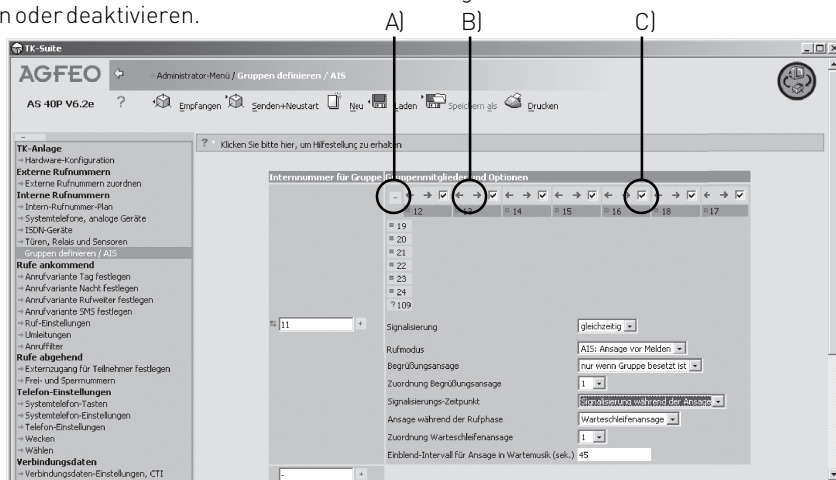 n oder deaktivieren.
A) B) C)
TK-Suite
AGFEO
Administrator-Menü / Gruppen definieren / AIS
AS 40P V6.2e ? Empfangen Senden+Neustart Neu Laden Speichern als Drucken
? Klicken Sie bitte hier, um Hilfestellung zu erhalten
TK-Anlage
Hardware-Konfiguration
Externe Rufnummern
Externe Rufnummern zuordnen
Interne Rufnummern
Intern-Rufnummer-Plan
Systemtelefone, analoge Geräte
ISDN-Geräte
Türen, Relais und Sensoren
Gruppen definieren / AIS
Rufe ankommend
Anrufvariante Tag festlegen
Anrufvariante Nacht festlegen
Anrufvariante Rufweiter festlegen
Anrufvariante SMS festlegen
Ruf-Einstellungen
Umleitungen
Anruffilter
Rufe abgehend
Externzugang für Teilnehmer festlegen
Frei- und Sperrnummern
Telefon-Einstellungen
Systemtelefon-Tasten
Systemtelefon-Einstellungen
Telefon-Einstellungen
Wecken
Wählen
Verbindungsdaten
Verbindungsdaten-Einstellungen, CTI
Internnummer für Gruppe Gruppenmitglieder und Optionen
12 13 14 15 16 18 17
19
20
21
22
23
24
?109
11 +
Signalisierung gleichzeitig
Rufmodus AIS: Ansage vor Melden
Begrüßungsansage nur wenn Gruppe besetzt ist
Zuordnung Begrüßungsansage 1
Signalisierungs-Zeitpunkt Signalisierung während der Ansage
Ansage während der Rufphase Warteschleifenansage
Zuordnung Warteschleifenansage 1
Einblend-Intervall für Ansage in Wartemusik (sek.) 45
- +